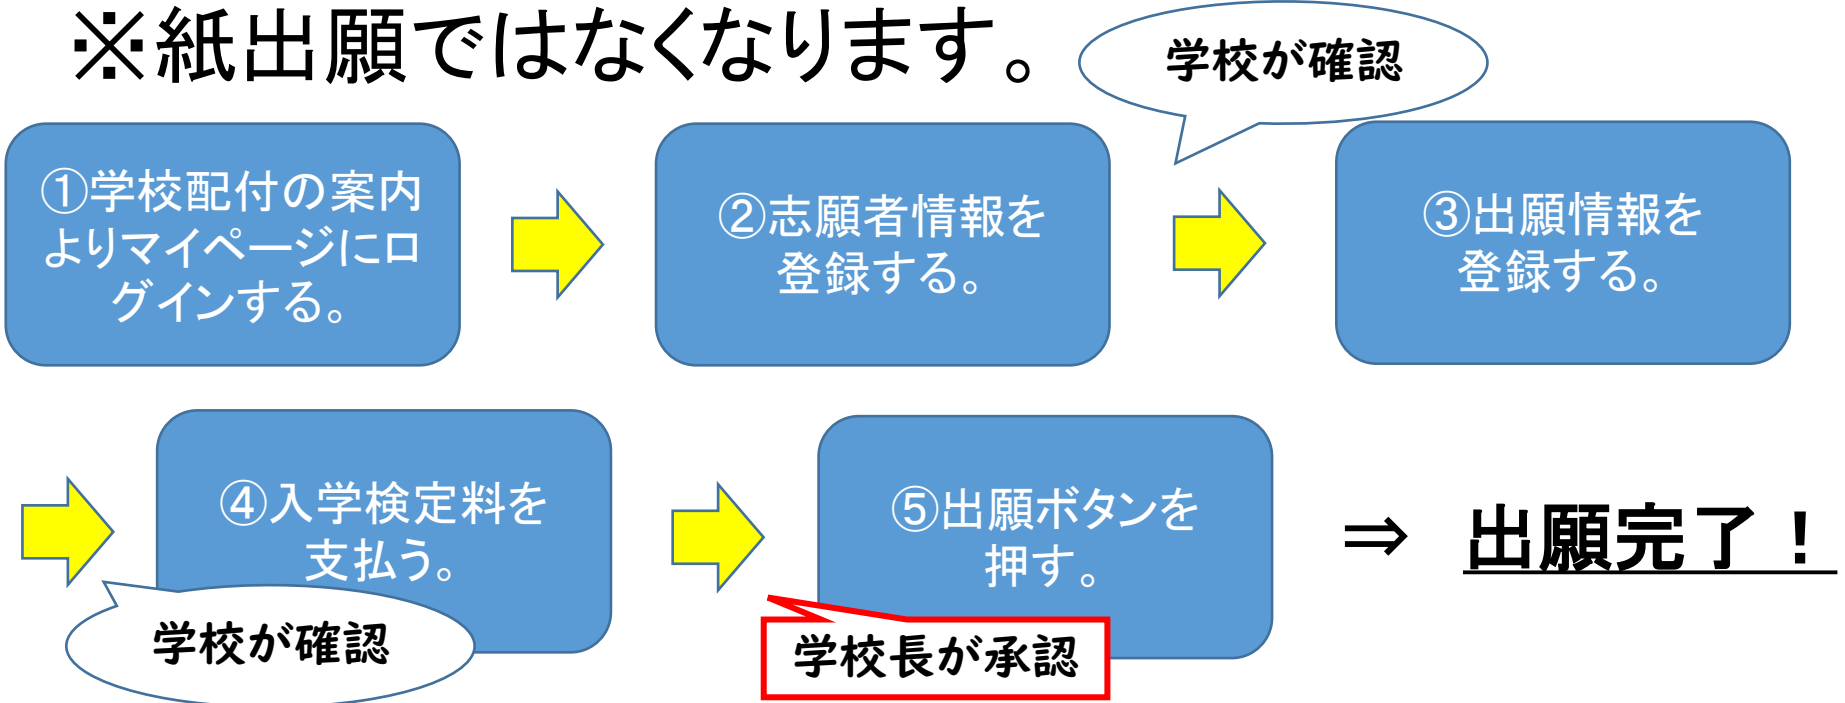 ※紙出願ではなくなります。
学校が確認
①学校配付の案内
よりマイページにロ
グインする。
②志願者情報を
登録する。
③出願情報を
登録する。
④入学検定料を
支払う。
学校が確認
⑤出願ボタンを
押す。
学校長が承認
⇒ 出願完了！